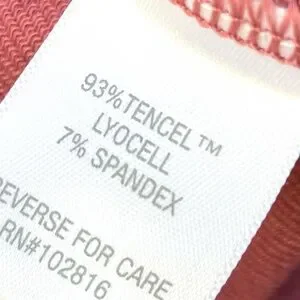 93%TENCEL™
LYOCELL
7% SPANDEX
REVERSE FOR CARE
RN#102816